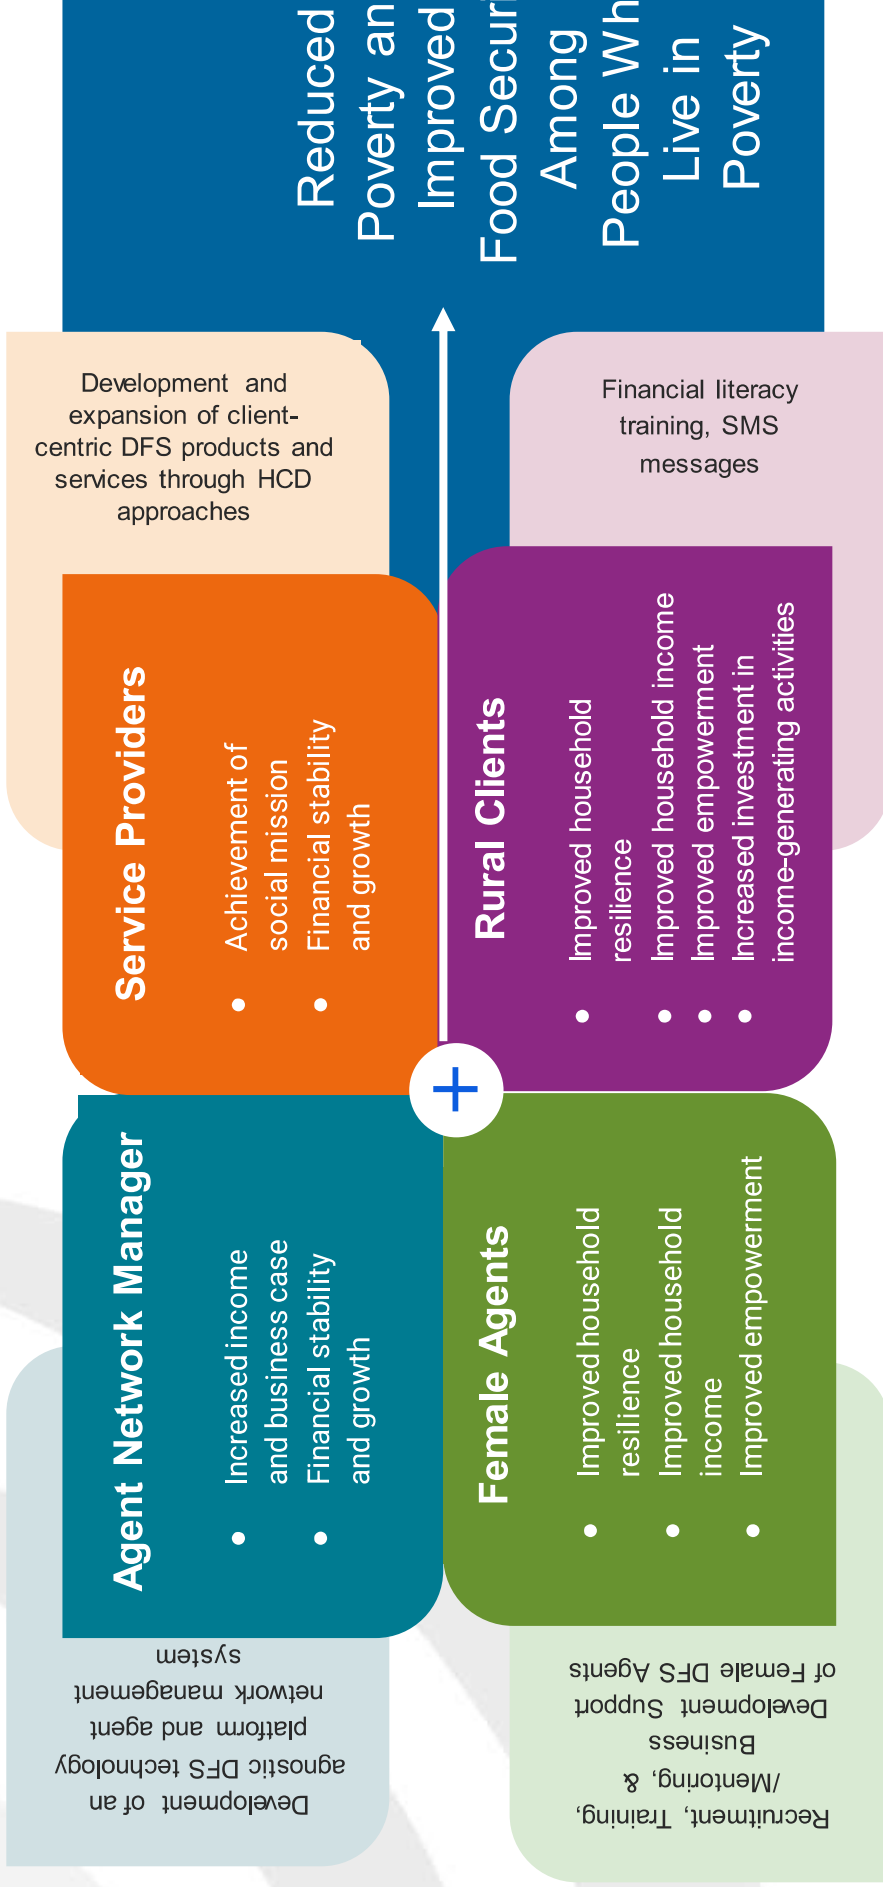 Development of an
agnostic DFS technology
platform and agent
network management
system
Agent Network Manager
• Increased income
and business case
• Financial stability
and growth
Service Providers
• Achievement of
social mission
• Financial stability
and growth
Development and
expansion of client-
centric DFS products and
services through HCD
approaches
+
Recruitment, Training,
/Mentoring, &
Business
Development Support
of Female DFS Agents
Female Agents
• Improved household
resilience
• Improved household
income
• Improved empowerment
Rural Clients
• Improved household
resilience
• Improved household income
• Improved empowerment
• Increased investment in
income-generating activities
Financial literacy
training, SMS
messages
Reduced
Poverty an
Improved
Food Securi
Among
People Wh
Live in
Poverty